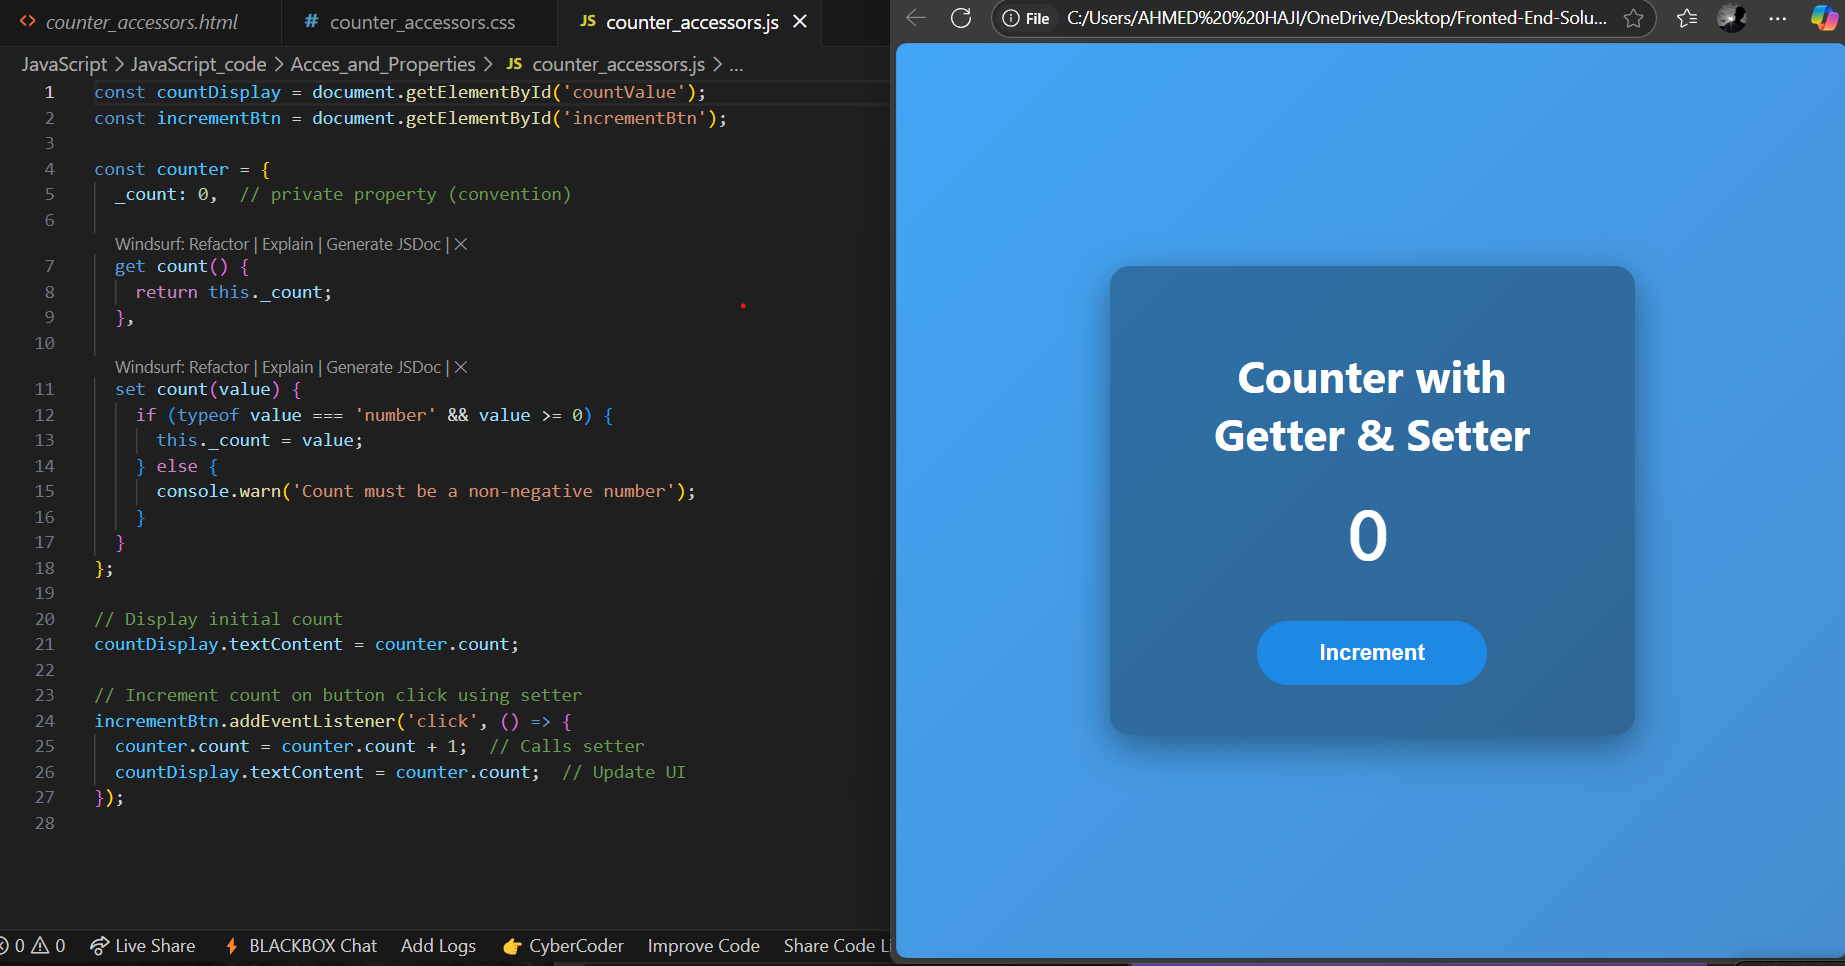 counter_accessors.html
# counter_accessors.css
JS counter_accessors.js
JavaScript > JavaScript_code > Acces_and_Properties > JS counter_accessors.js > ...
1 const countDisplay = document.getElementById('countValue');
2 const incrementBtn = document.getElementById('incrementBtn');
3
4 const counter = {
5 _count: 0, // private property (convention)
6
Windsurf: Refactor | Explain | Generate JSDoc | ×
7 get count() {
8 return this._count;
9 },
10
Windsurf: Refactor | Explain | Generate JSDoc | ×
11 set count(value) {
12 if (typeof value === 'number' && value >= 0) {
13 this._count = value;
14 } else {
15 console.warn('Count must be a non-negative number');
16 }
17 }
18 };
19
20 // Display initial count
21 countDisplay.textContent = counter.count;
22
23 // Increment count on button click using setter
24 incrementBtn.addEventListener('click', () => {
25 counter.count = counter.count + 1; // Calls setter
26 countDisplay.textContent = counter.count; // Update UI
27 });
28
0 0 Live Share BLACKBOX Chat Add Logs CyberCoder Improve Code Share Code Li
File C:/Users/AHMED%20%20HAJI/OneDrive/Desktop/Fronted-End-Solu...
Counter with
Getter & Setter
0
Increment